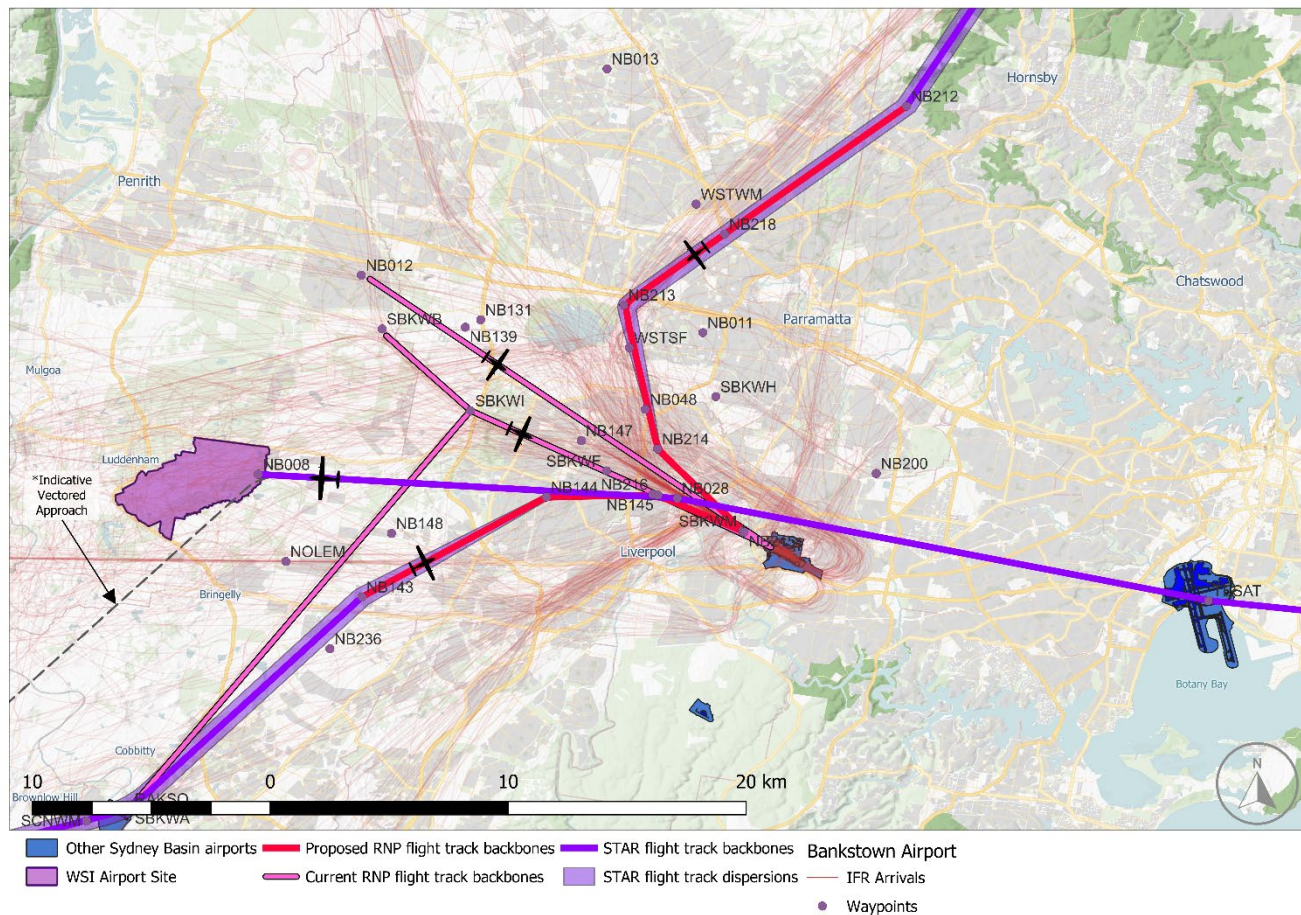 NB013
Hornsby
NB212
Penrith
WSTWM
NB218
NB012
Chatswood
NB213
SBKWB
NB131
NB139
NB011
Parramatta
WSTSF
Mulgoa
SBKWH
SBKWI
NB048
NB147
NB214
Luddenham
NB008
SBKWF
NB200
*Indicative
Vectored
Approach
NB144
NB216
NB028
NB145
NB148
SBKWM
Liverpool
NOLEM
Bringelly
NB143
NB236
Botany Bay
Cobbitty
N
10 0 10 20 km
Brownlow Hill
SCNWM
SBKWA
Other Sydney Basin airports
Proposed RNP flight track backbones
STAR flight track backbones
Bankstown Airport
WSI Airport Site
Current RNP flight track backbones
STAR flight track dispersions
IFR Arrivals
Waypoints